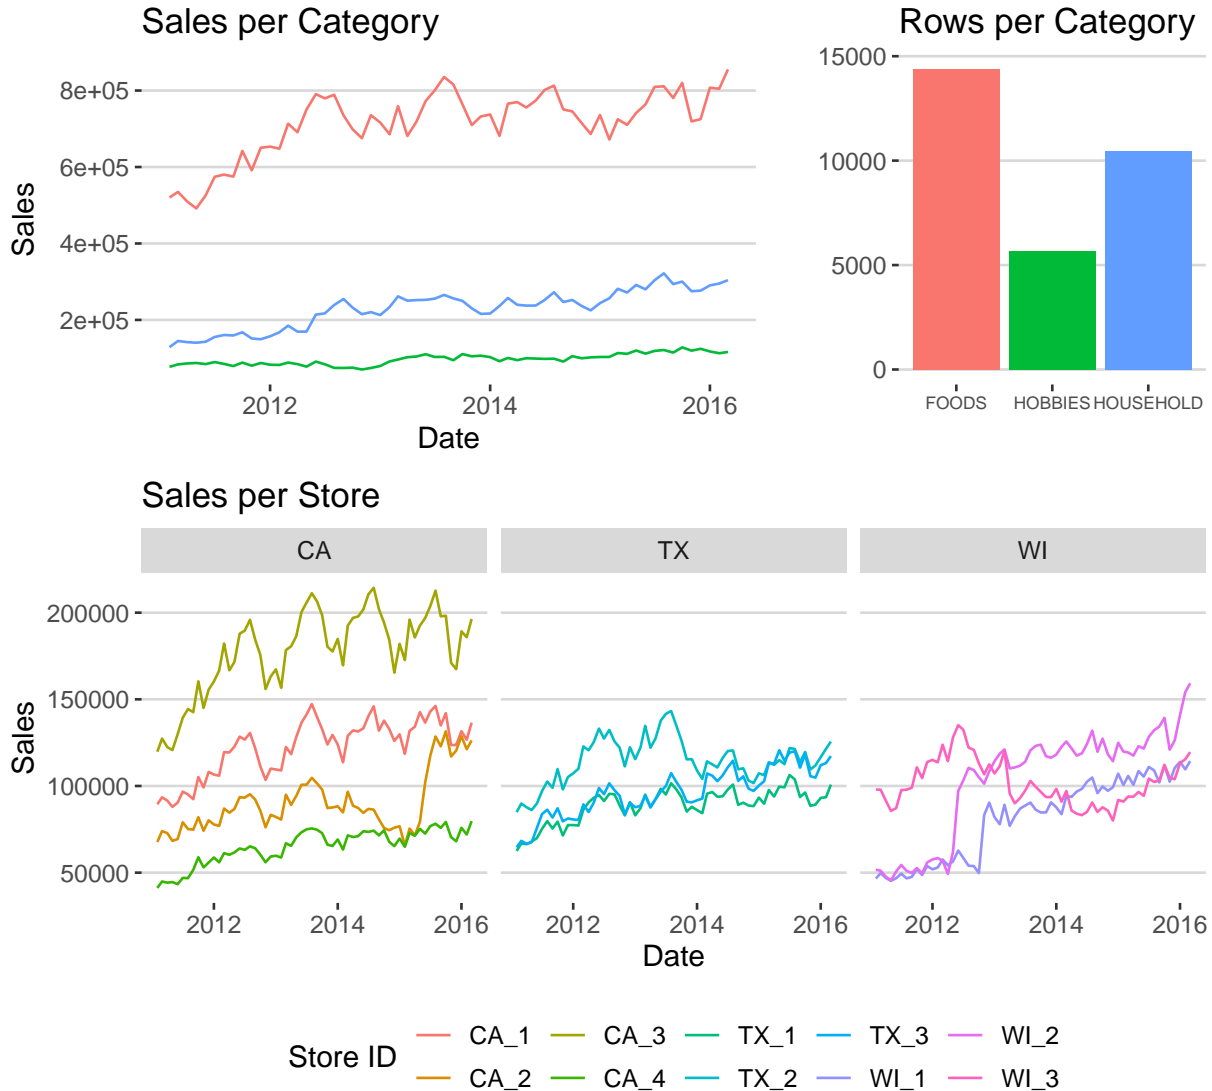 Sales per Category
Rows per Category
8e+05
6e+05
4e+05
2e+05
Sales
2012 2014 2016
Date
15000
10000
5000
0
FOODS HOBBIES HOUSEHOLD
Sales per Store
CA TX WI
200000
150000
100000
50000
Sales
2012 2014 2016 2012 2014 2016 2012 2014 2016
Date
Store ID
CA_1 CA_3 TX_1 TX_3 WI_2
CA_2 CA_4 TX_2 WI_1 WI_3